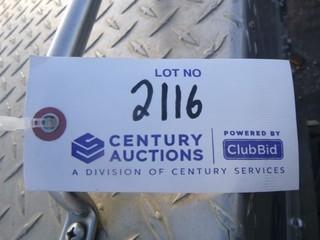 LOT NO
2116
CENTURY AUCTIONS
POWERED BY
ClubBid
A DIVISION OF CENTURY SERVICES